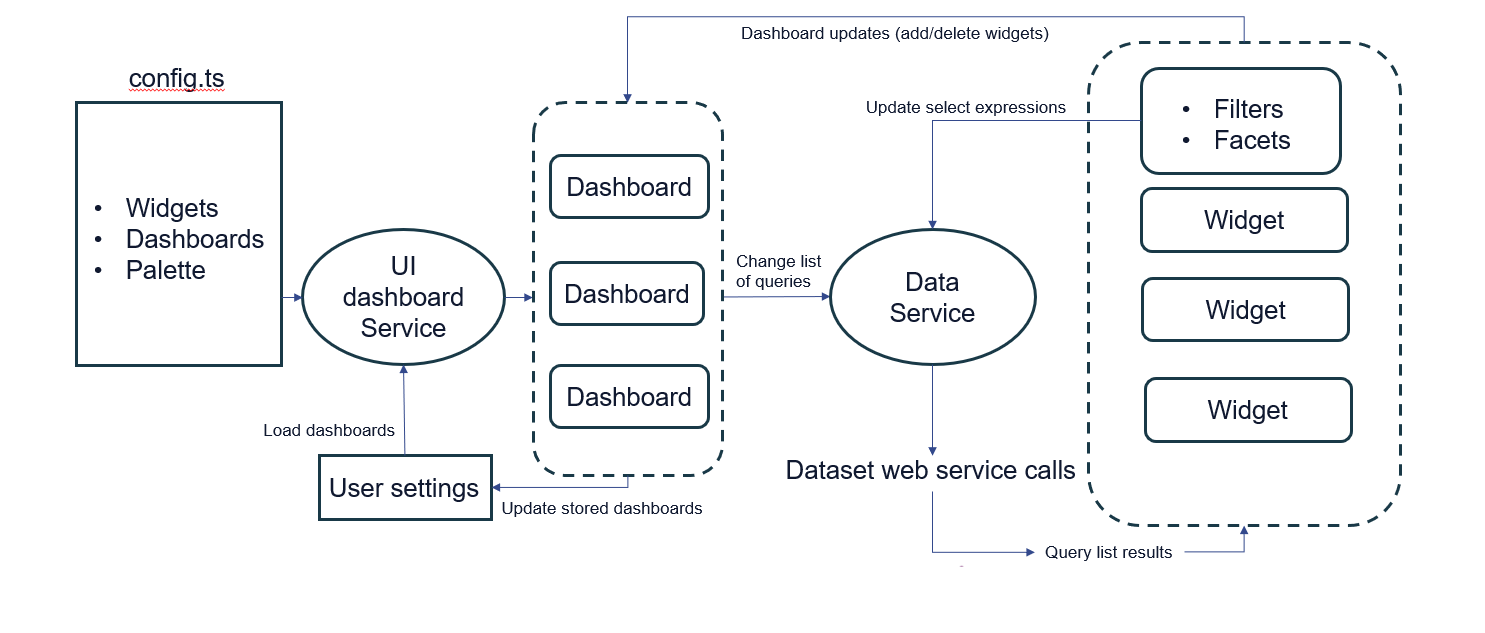 config.ts
• Widgets
• Dashboards
• Palette
UI
dashboard
Service
Load dashboards
User settings
Update stored dashboards
Dashboard
Dashboard
Dashboard
Dashboard updates (add/delete widgets)
Change list
of queries
Update select expressions
Data
Service
Dataset web service calls
Query list results
• Filters
• Facets
Widget
Widget
Widget